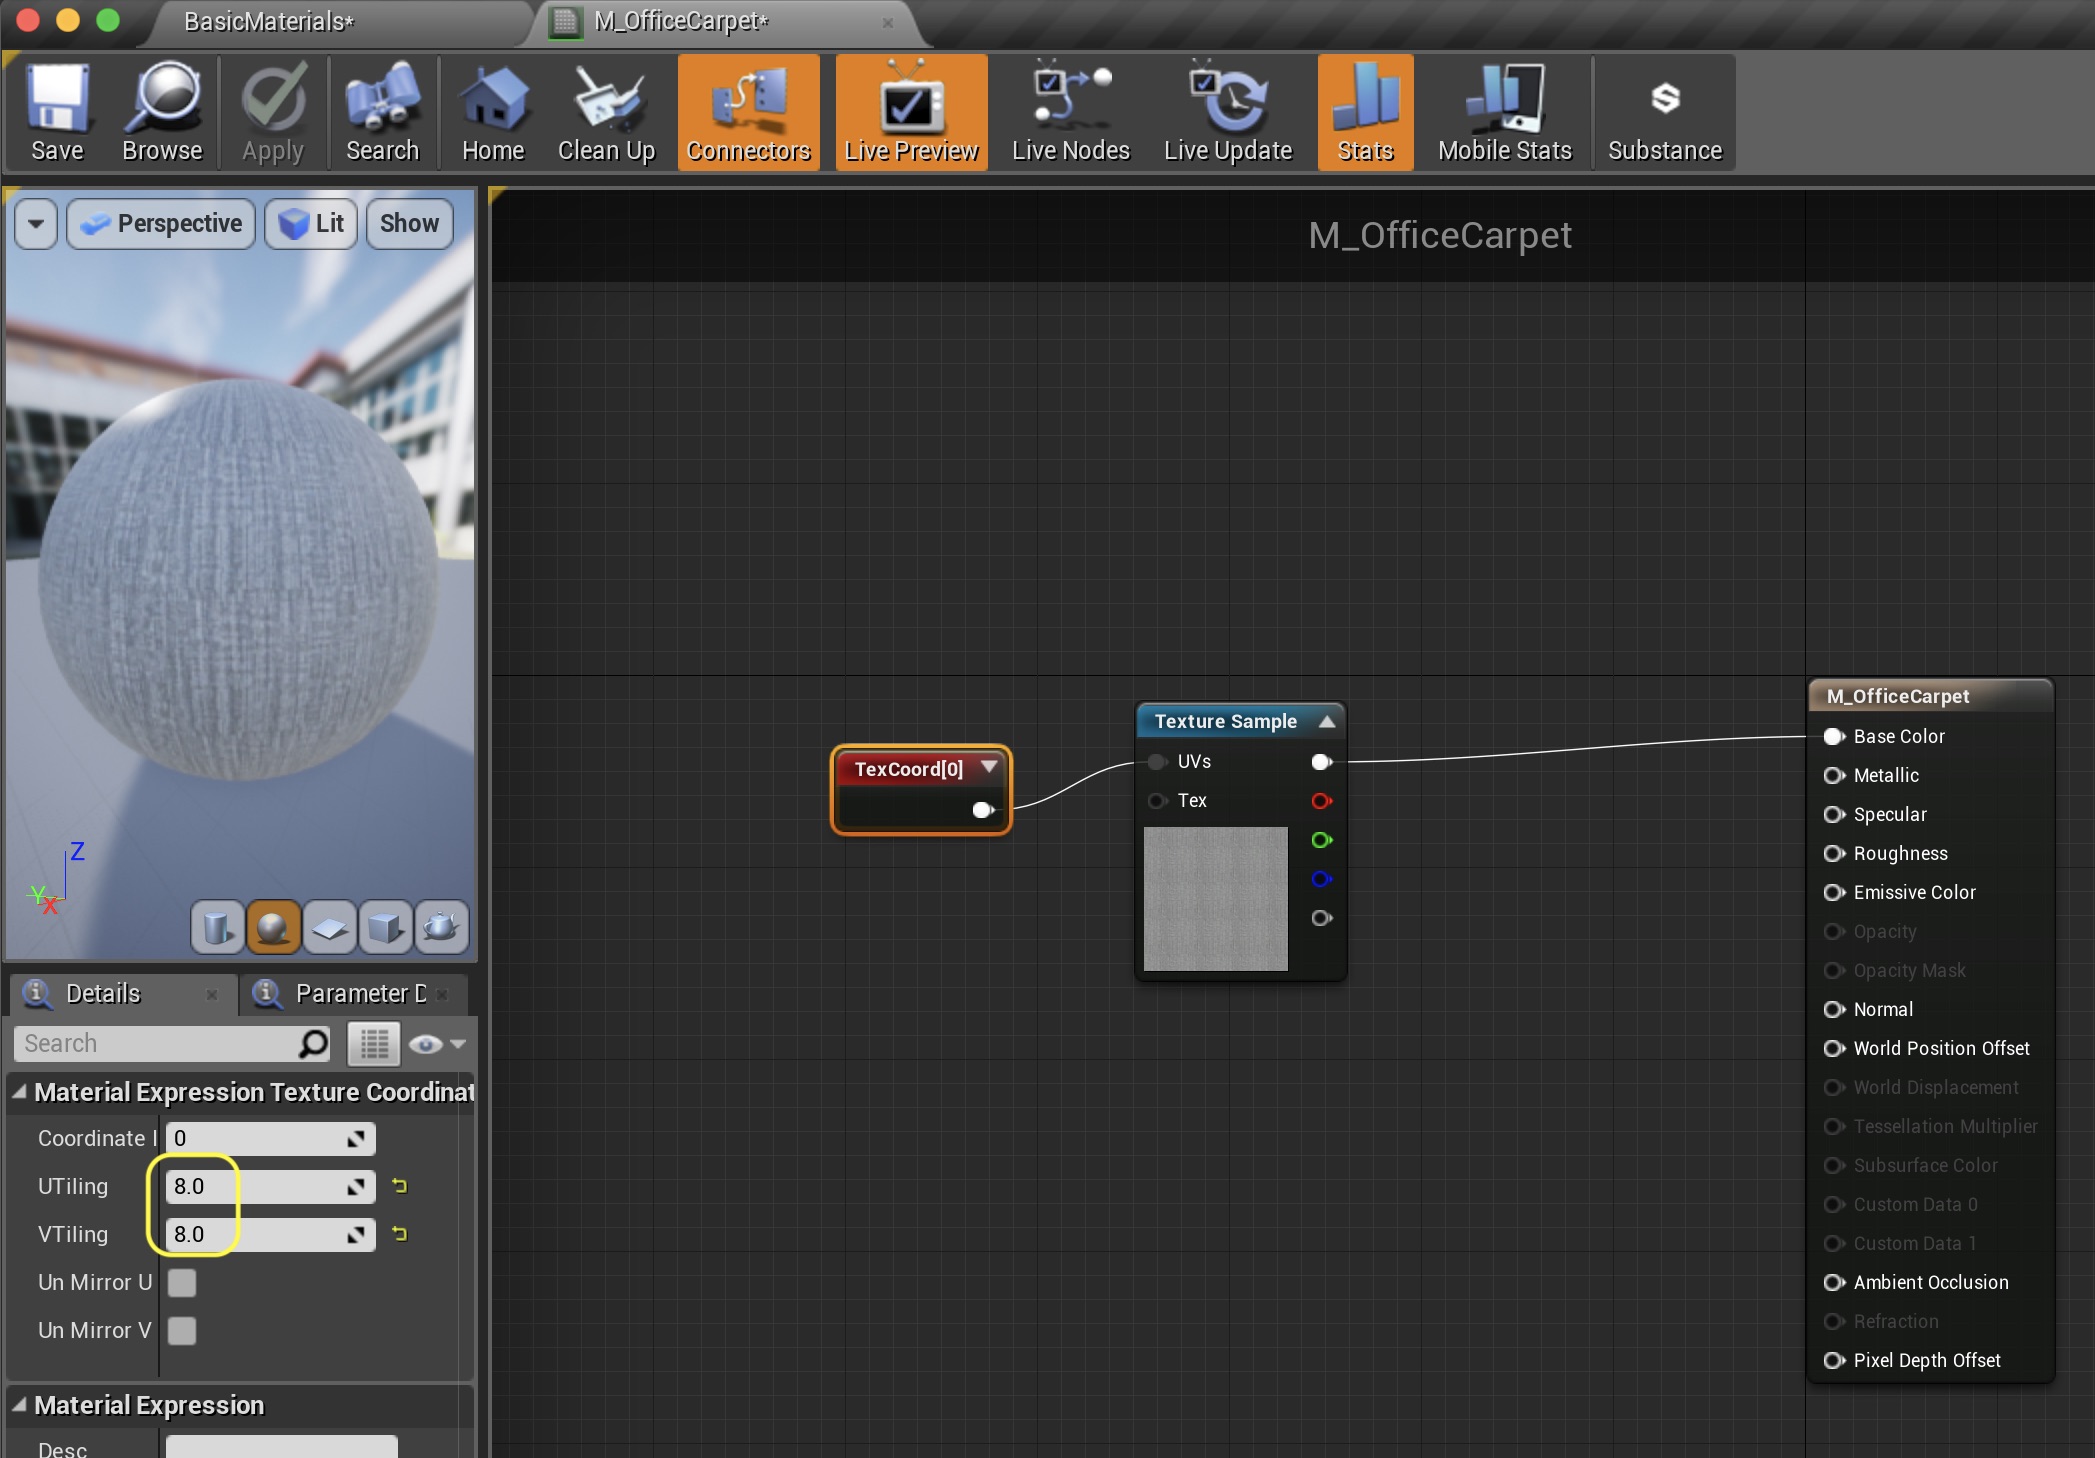 BasicMaterials*
M_OfficeCarpet*
Save
Browse
Apply
Search
Home
Clean Up
Connectors
Live Preview
Live Nodes
Live Update
Stats
Mobile Stats
Substance
Perspective
Lit
Show
M_OfficeCarpet
Z
Y
X
TexCoord[0]
Texture Sample
UVs
Tex
M_OfficeCarpet
Base Color
Metallic
Specular
Roughness
Emissive Color
Opacity
Opacity Mask
Normal
World Position Offset
World Displacement
Tessellation Multiplier
Subsurface Color
Custom Data 0
Custom Data 1
Ambient Occlusion
Refraction
Pixel Depth Offset
Details
Parameter D
Search
Material Expression Texture Coordinat
Coordinate I 0
UTiling 8.0
VTiling 8.0
Un Mirror U
Un Mirror V
Material Expression
Desc